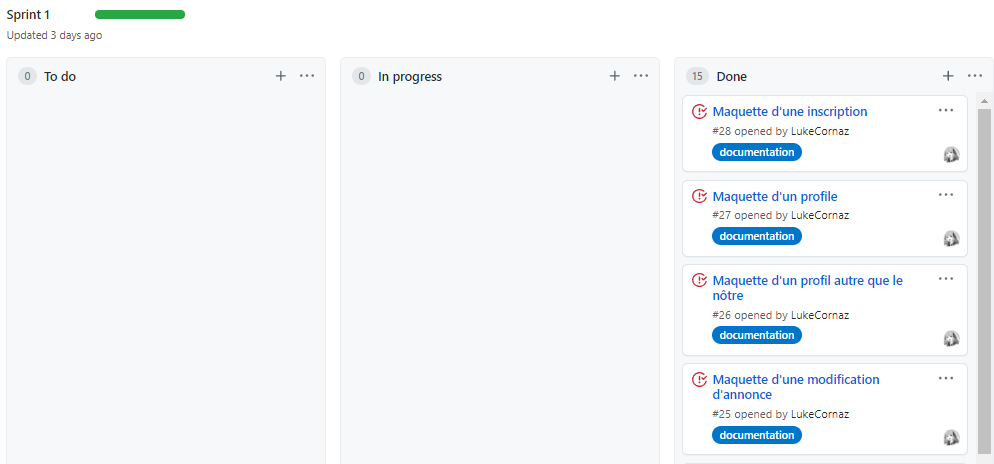 Sprint 1
Updated 3 days ago
0 To do
0 In progress
15 Done
Maquette d'une inscription
#28 opened by LukeCornaz
documentation
Maquette d'un profile
#27 opened by LukeCornaz
documentation
Maquette d'un profil autre que le
nôtre
#26 opened by LukeCornaz
documentation
Maquette d'une modification
d'annonce
#25 opened by LukeCornaz
documentation